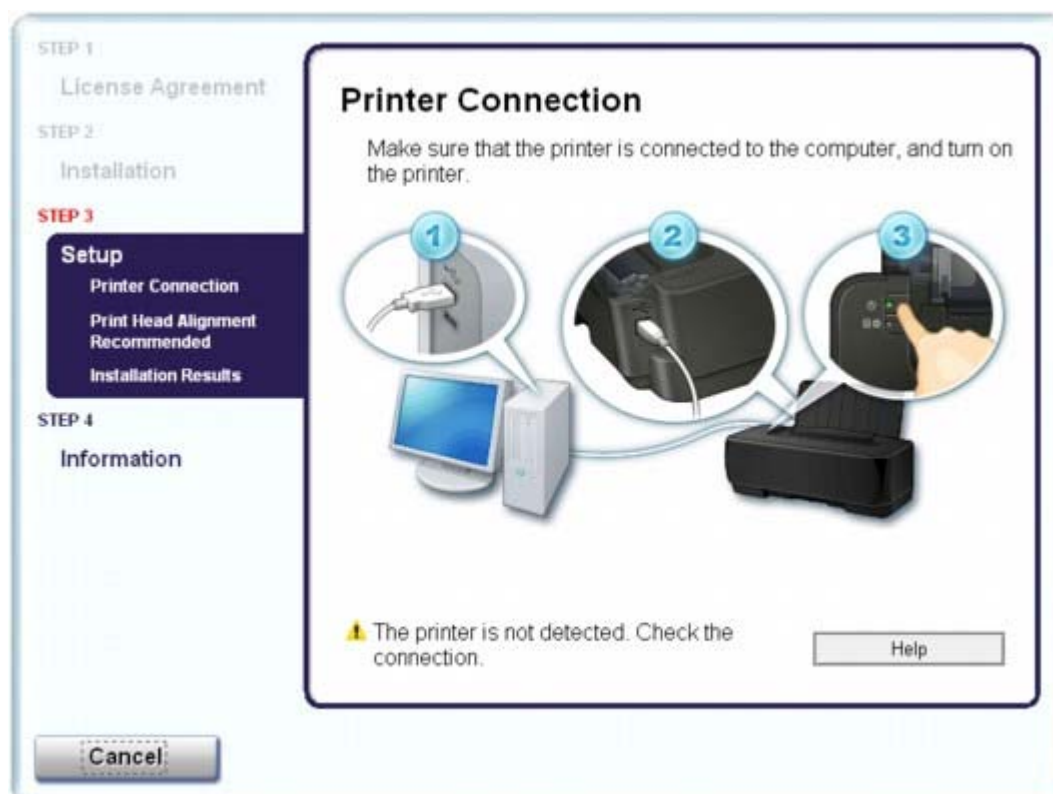 STEP 1
License Agreement
STEP 2
Installation
STEP 3
Setup
Printer Connection
Print Head Alignment
Recommended
Installation Results
STEP 4
Information
Cancel
Printer Connection
Make sure that the printer is connected to the computer, and turn on
the printer.
1
2
3
The printer is not detected. Check the
connection.
Help